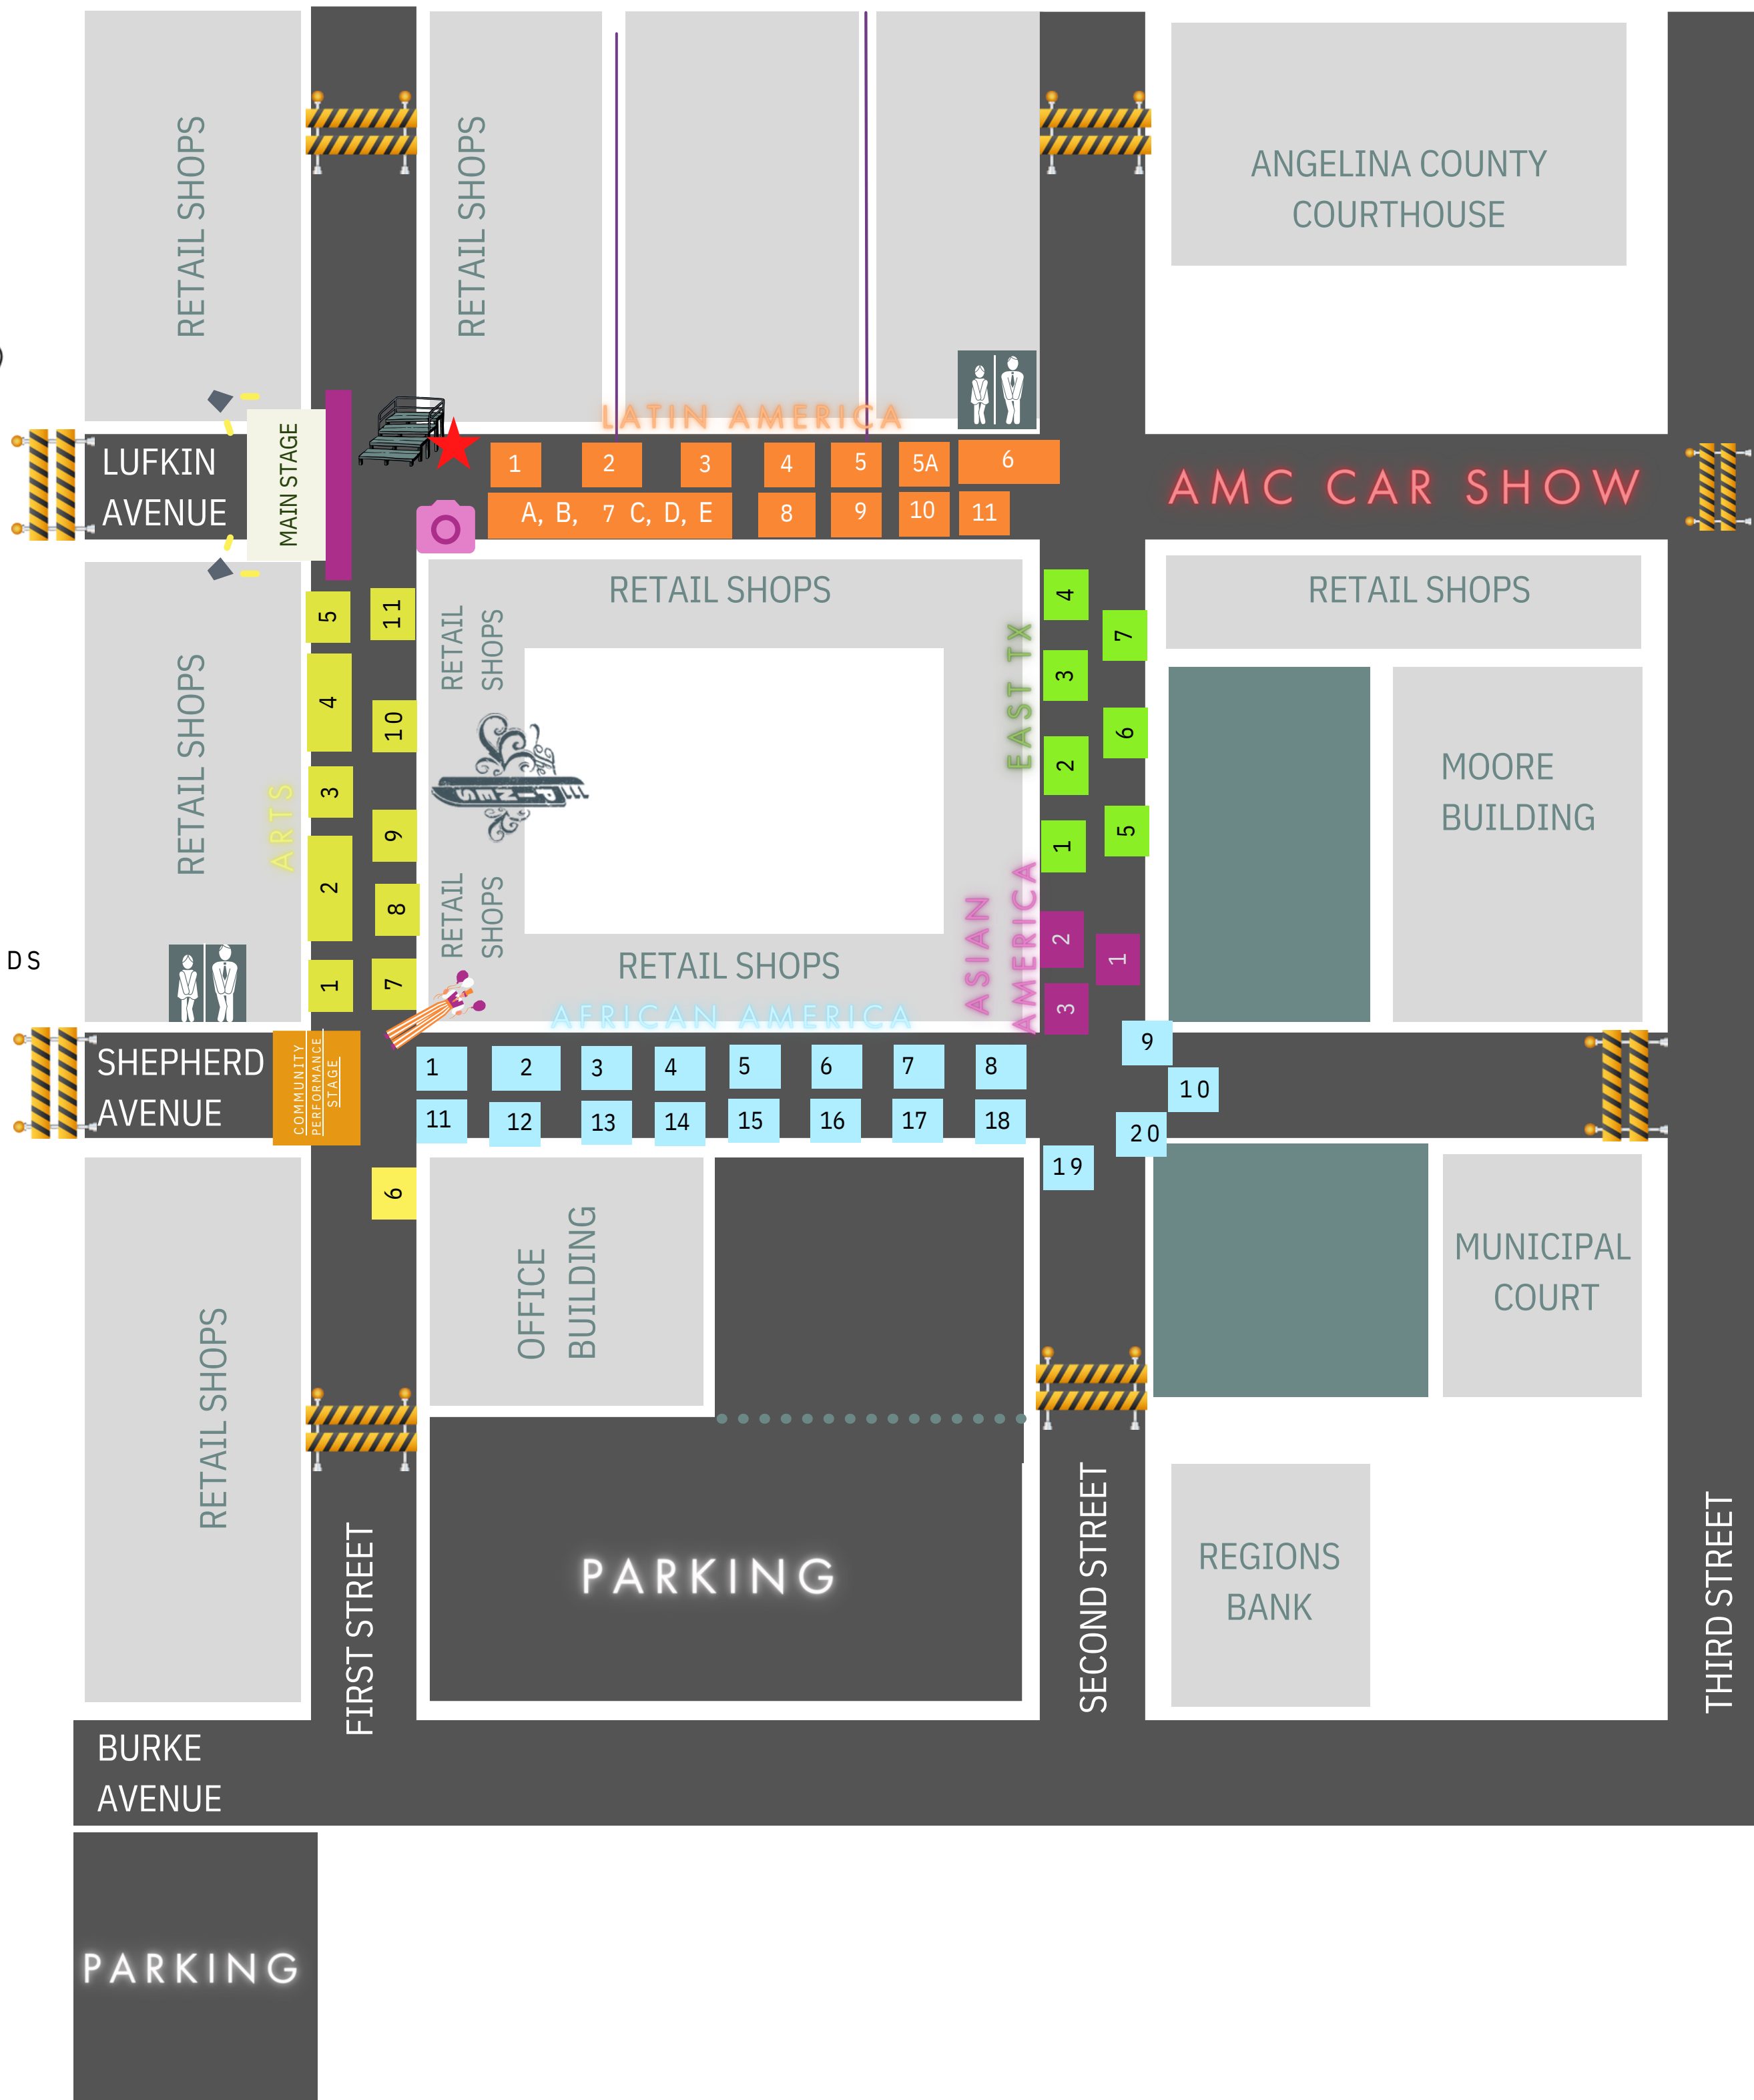 RETAIL SHOPS
RETAIL SHOPS
ANGELINA COUNTY
COURTHOUSE
)
LATIN AMERICA
LUFKIN
AVENUE
MAIN STAGE
1
2
3
4
5
5A
6
A, B, 7 C, D, E
8
9
10
11
AMC CAR SHOW
RETAIL SHOPS
ARTS
5
4
3
2
1
11
10
9
8
7
RETAIL SHOPS
RETAIL
SHOPS
The
PINES
RETAIL
SHOPS
RETAIL SHOPS
EAST TX
4
3
2
1
7
6
5
RETAIL SHOPS
MOORE
BUILDING
ASIAN
AMERICA
2
1
3
DS
AFRICAN AMERICA
SHEPHERD
AVENUE
COMMUNITY
PERFORMANCE
STAGE
1
2
3
4
5
6
7
8
9
10
11
12
13
14
15
16
17
18
19
20
6
OFFICE
BUILDING
MUNICIPAL
COURT
RETAIL SHOPS
PARKING
REGIONS
BANK
FIRST STREET
SECOND STREET
THIRD STREET
BURKE
AVENUE
PARKING